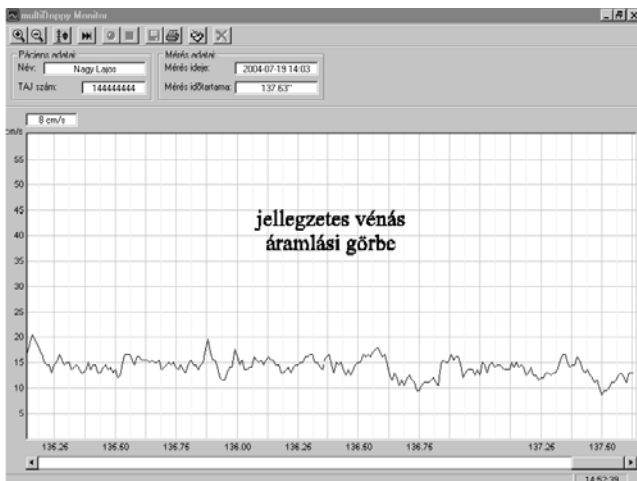 multiDoppy Monitor
Páciens adatai
Név: Nagy Lajos
TAJ szám: 144444444
Mérés adatai
Mérés ideje: 2004-07-19 14:03
Mérés időtartama: 137.63"
8 cm/s
cm/s
55
50
45
40
35
30
25
20
15
10
5
jellegzetes vénás
áramlási görbe
135.25 135.50 135.75 136.00 136.25 136.50 136.75 137.25 137.50
14:52:39